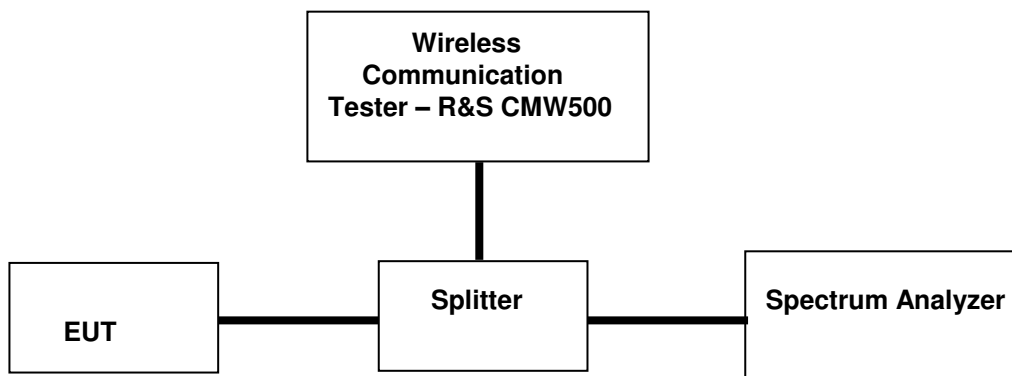 Wireless
Communication
Tester – R&S CMW500
EUT
Splitter
Spectrum Analyzer